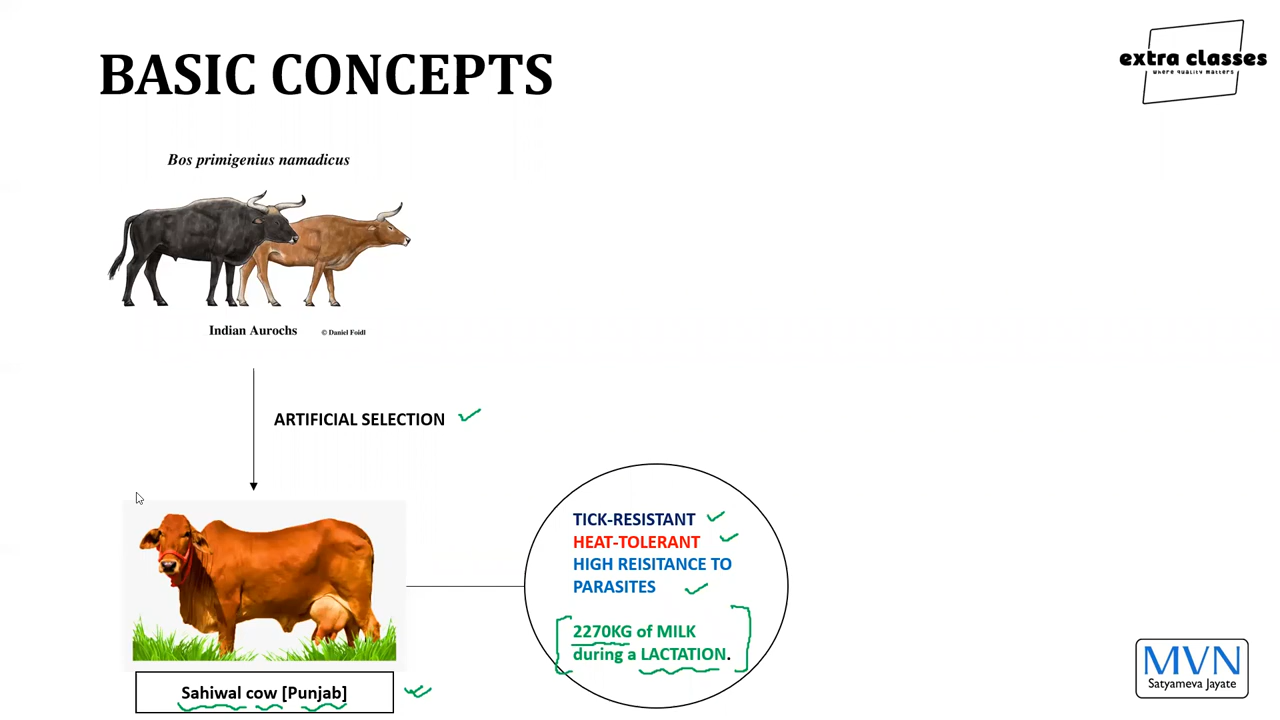 BASIC CONCEPTS
extra classes
where quality matters
Bos primigenius namadicus
Indian Aurochs © Daniel Foidl
ARTIFICIAL SELECTION
TICK-RESISTANT
HEAT-TOLERANT
HIGH REISITANCE TO
PARASITES
2270KG of MILK
during a LACTATION.
Sahiwal cow [Punjab]
MVN
Satyameva Jayate